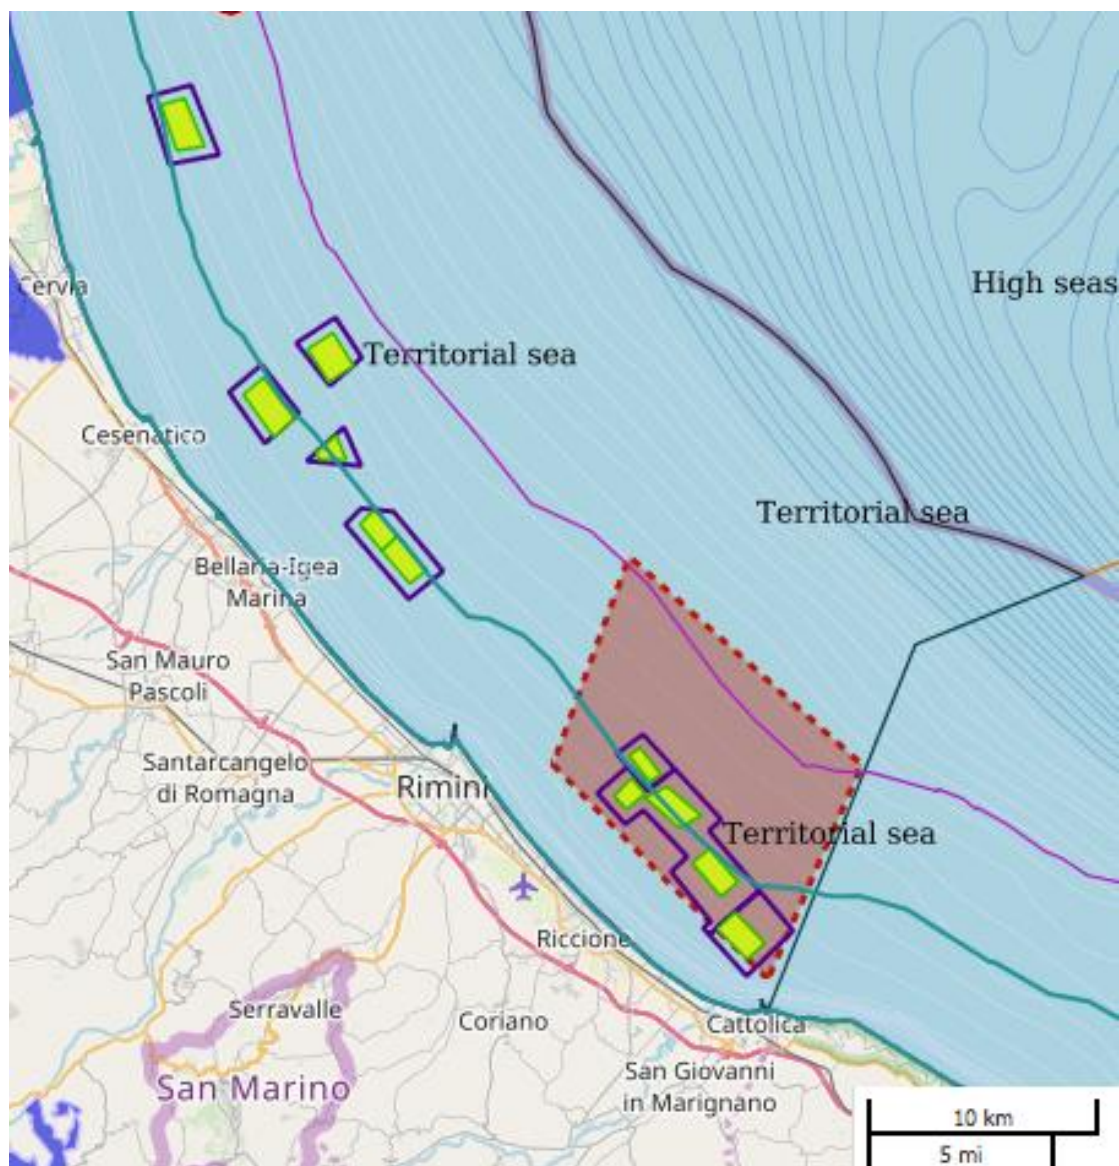 Cervia
High seas
Territorial sea
Cesenatico
Territorial sea
Bellaria-Igea
Marina
San Mauro
Pascoli
Santarcangelo
di Romagna
Rimini
Territorial sea
Riccione
Serravalle
Coriano
Cattolica
San Marino
San Giovanni
in Marignano
10 km
5 mi